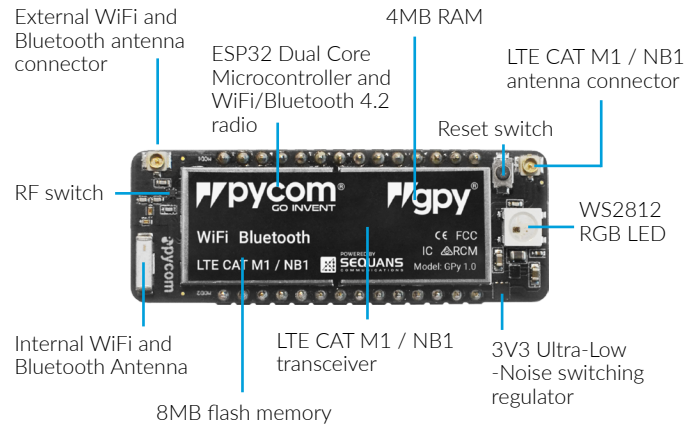 External WiFi and
Bluetooth antenna
connector
4MB RAM
ESP32 Dual Core
Microcontroller and
WiFi/Bluetooth 4.2
radio
LTE CAT M1 / NB1
antenna connector
Reset switch
RF switch
WS2812
RGB LED
pycom®
GO INVENT
gpy®
WiFi Bluetooth
CE FCC
IC RCM
LTE CAT M1 / NB1
POWERED BY
SEQUANS
COMMUNICATIONS
Model: GPy 1.0
pycom
Internal WiFi and
Bluetooth Antenna
LTE CAT M1 / NB1
transceiver
3V3 Ultra-Low
-Noise switching
regulator
8MB flash memory